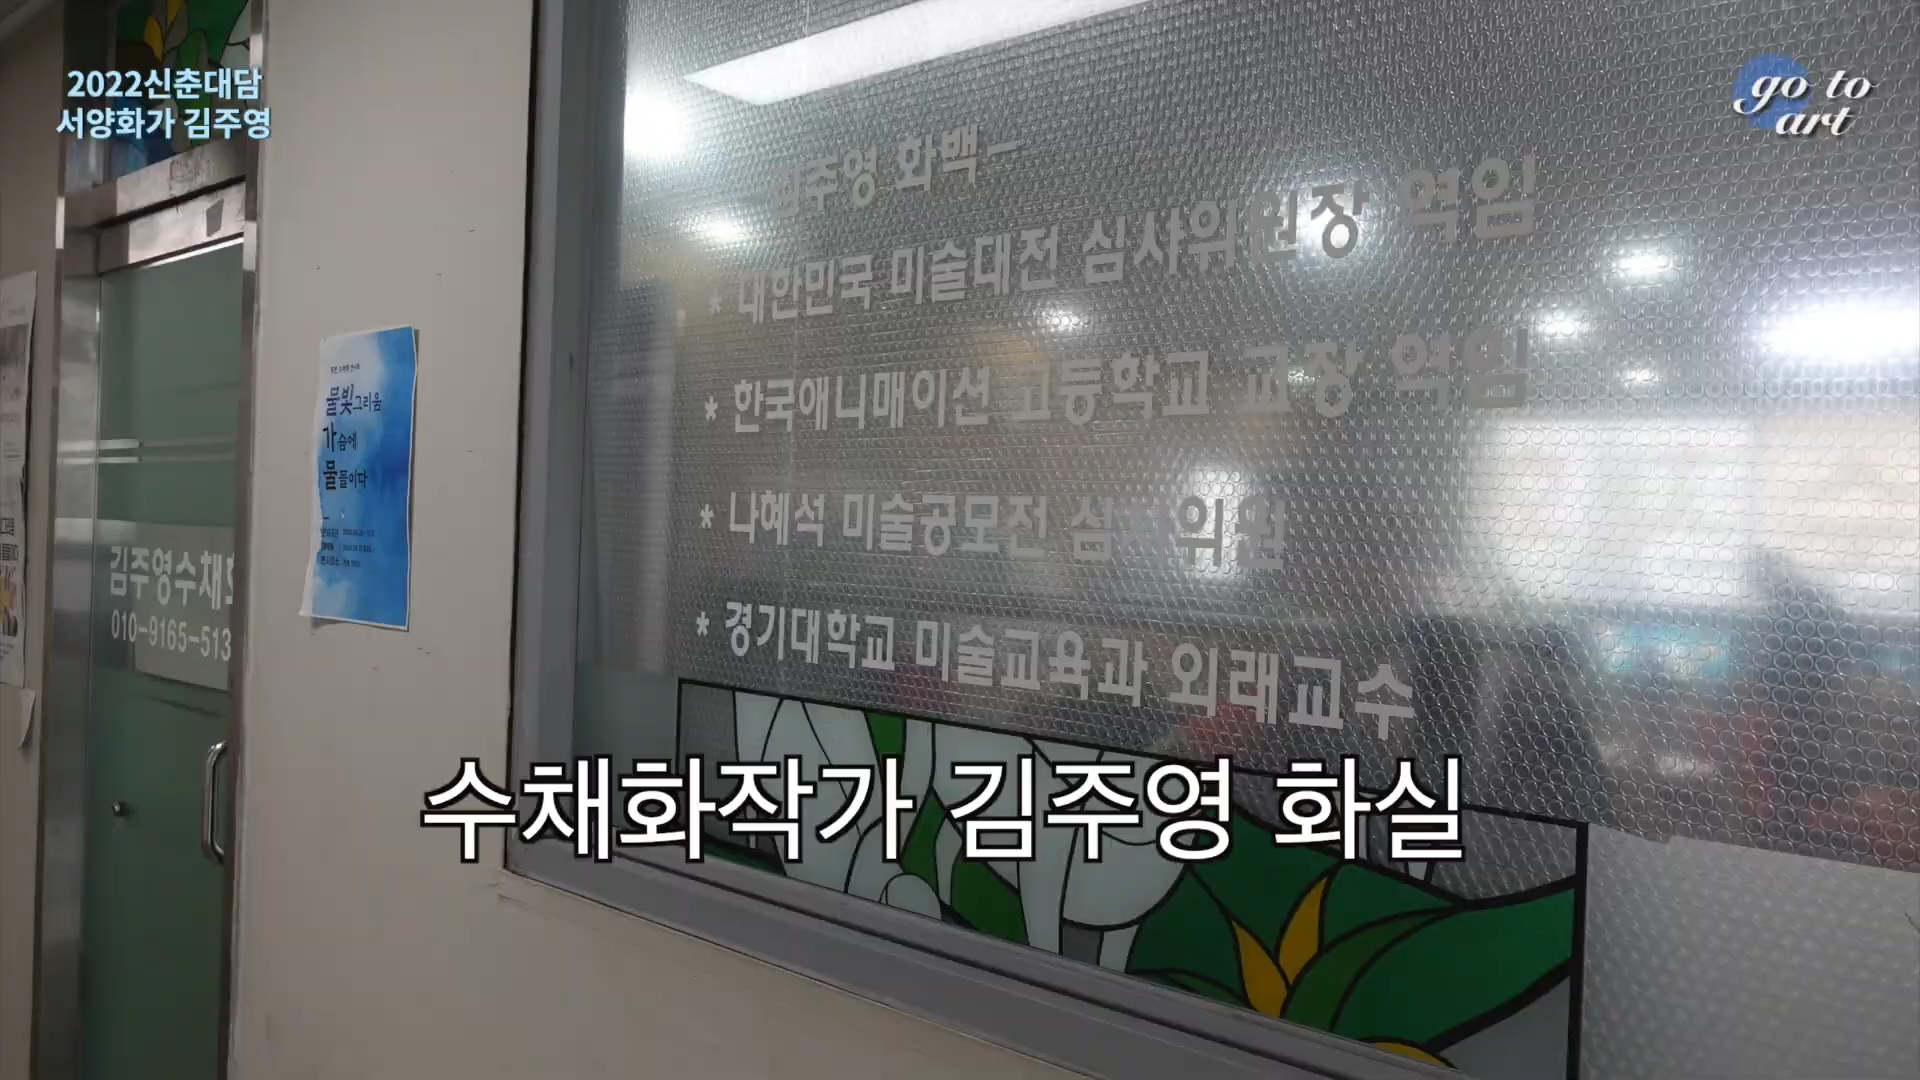 2022신춘대담
서양화가 김주영
go to
art
김주영 화백-
* 대한민국 미술대전 심사위원장 역임
* 한국애니매이션 고등학교 교장 역임
* 나혜석 미술공모전 심사위원
* 경기대학교 미술교육과 외래교수
물빛그리움
가슴에
물들이다
김주영수채화
010-9165-513
수채화작가 김주영 화실